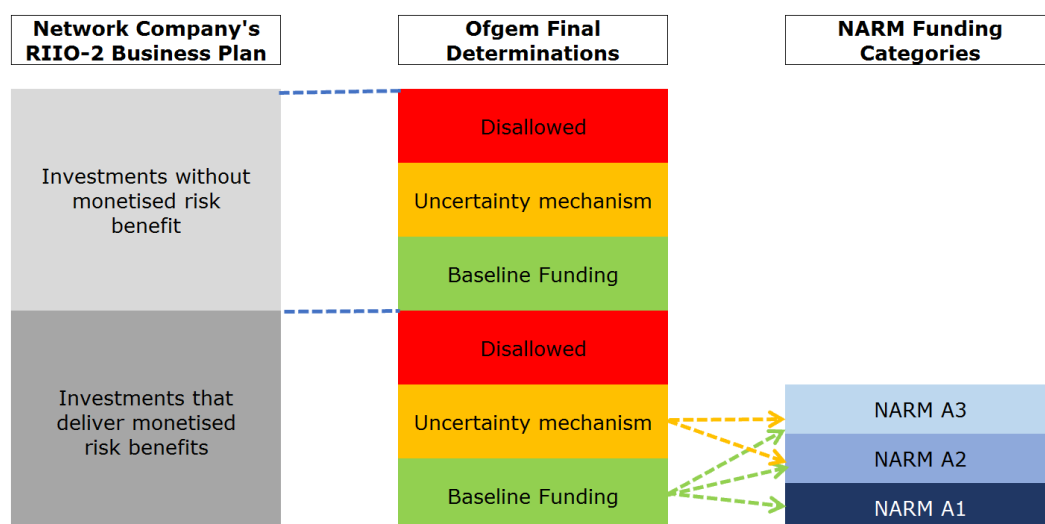 Network Company's
RIIO-2 Business Plan
Ofgem Final
Determinations
NARM Funding
Categories
Investments without
monetised risk
benefit
Disallowed
Uncertainty mechanism
Baseline Funding
Investments that
deliver monetised
risk benefits
Disallowed
Uncertainty mechanism
Baseline Funding
NARM A3
NARM A2
NARM A1